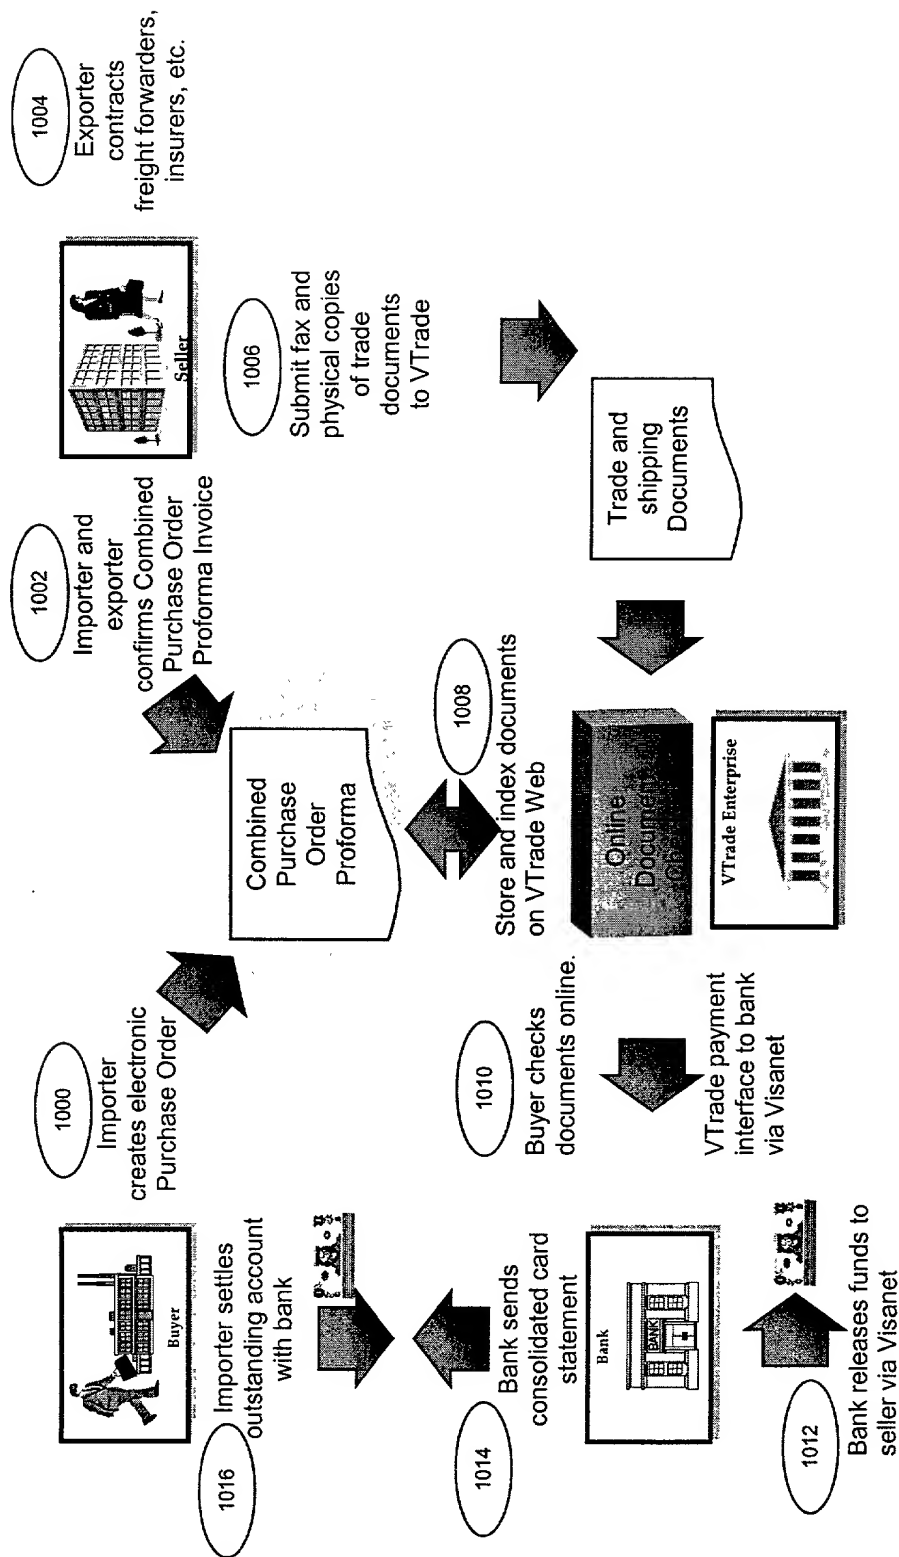 1000
Importer
creates electronic
Purchase Order
1002
Importer and
exporter
confirms Combined
Purchase Order
Proforma Invoice
1004
Exporter
contracts
freight forwarders,
insurers, etc.
Buyer
Seller
1016
Importer settles
outstanding account
with bank
Combined
Purchase
Order
Proforma
1006
Submit fax and
physical copies
of trade
documents
to VTrade
1014
Bank sends
consolidated card
statement
1010
Buyer checks
documents online.
1008
Store and index documents
on VTrade Web
Bank
BANK
VTrade payment
interface to bank
via Visanet
Online
Document
Trade and
shipping
Documents
VTrade Enterprise
1012
Bank releases funds to
seller via Visanet